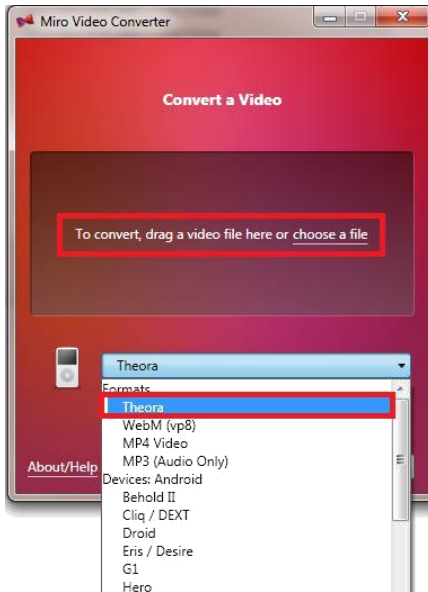 Miro Video Converter
Convert a Video
To convert, drag a video file here or choose a file
Theora
Formats
Theora
WebM (vp8)
MP4 Video
MP3 (Audio Only)
About/Help
Devices: Android
Behold II
Cliq / DEXT
Droid
Eris / Desire
G1
Hero